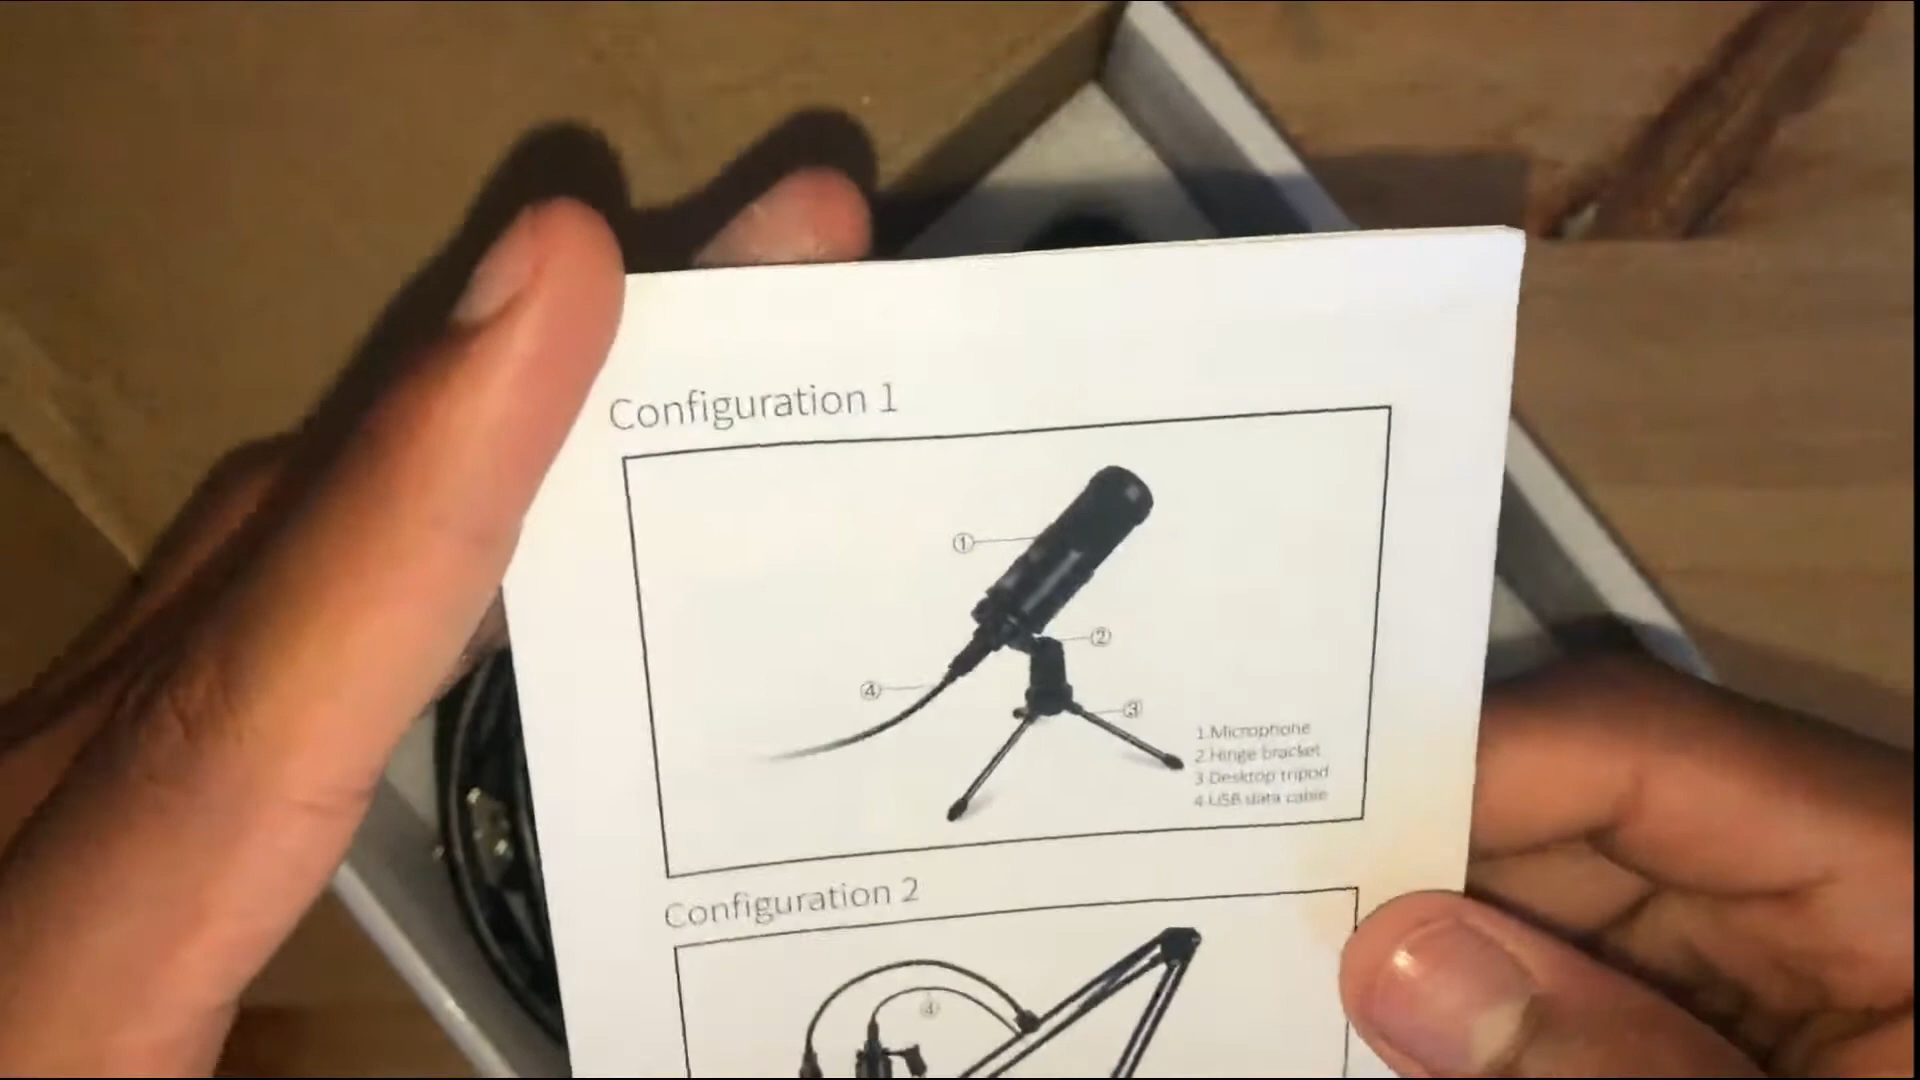 Configuration 1
①
②
④
③
1.Microphone
2.Hinge bracket
3.Desktop tripod
4.USB data cable
Configuration 2
④